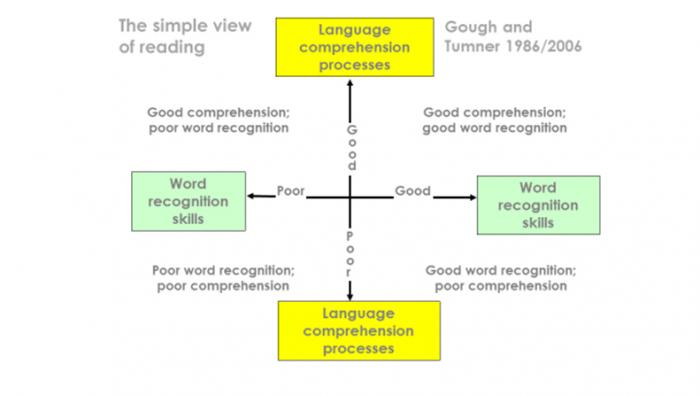 The simple view
of reading
Language
comprehension
processes
Gough and
Tumner 1986/2006
Good comprehension;
poor word recognition
Good comprehension;
good word recognition
Good
Word
recognition
skills
Poor
Good
Word
recognition
skills
Poor
Poor word recognition;
poor comprehension
Good word recognition;
poor comprehension
Language
comprehension
processes